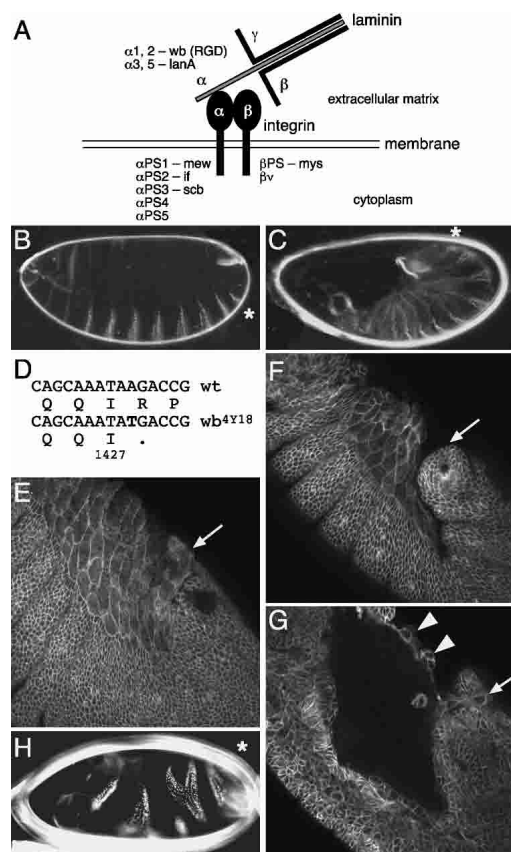 A
laminin
γ
α1, 2 – wb (RGD)
α3, 5 – lanA
α
β
extracellular matrix
α β
integrin
membrane
αPS1 – mew βPS – mys
αPS2 – if βν
αPS3 – scb
αPS4 cytoplasm
αPS5
B
*
C
*
D
CAGCAAATAAGACCG wt
Q Q I R P
CAGCAAATATGACCG wb4Y18
Q Q I .
1427
E
F
G
H
*